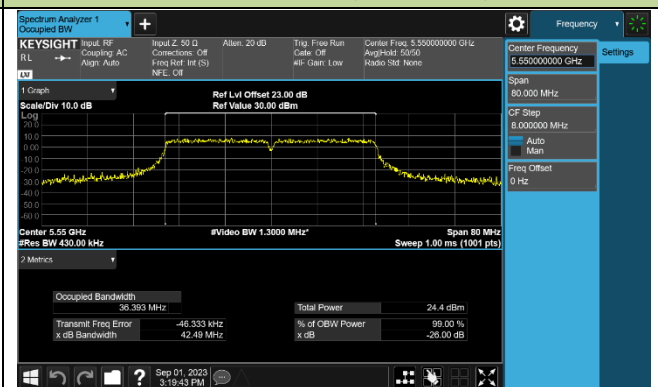 Spectrum Analyzer 1
Occupied BW
+
Frequency
KEYSIGHT
RL
LXI
Input: RF
Coupling: AC
Align: Auto
Input Z: 50 Ω
Corrections: Off
Freq Ref: Int (S)
NFE: Off
Atten: 20 dB
Trig: Free Run
Gate: Off
#IF Gain: Low
Center Freq: 5.550000000 GHz
Avg|Hold: 50/50
Radio Std: None
Center Frequency
5.550000000 GHz
Settings
Span
80.000 MHz
CF Step
8.000000 MHz
Auto
Man
Freq Offset
0 Hz
1 Graph
Scale/Div 10.0 dB
Ref Lvl Offset 23.00 dB
Ref Value 30.00 dBm
Log
20.0
10.0
0.00
-10.0
-20.0
-30.0
-40.0
-50.0
-60.0
Center 5.55 GHz
#Video BW 1.3000 MHz*
Span 80 MHz
#Res BW 430.00 kHz
Sweep 1.00 ms (1001 pts)
2 Metrics
Occupied Bandwidth
36.393 MHz
Total Power 24.4 dBm
Transmit Freq Error -46.333 kHz
% of OBW Power 99.00 %
x dB Bandwidth 42.49 MHz
x dB -26.00 dB
?
Sep 01, 2023
3:19:43 PM